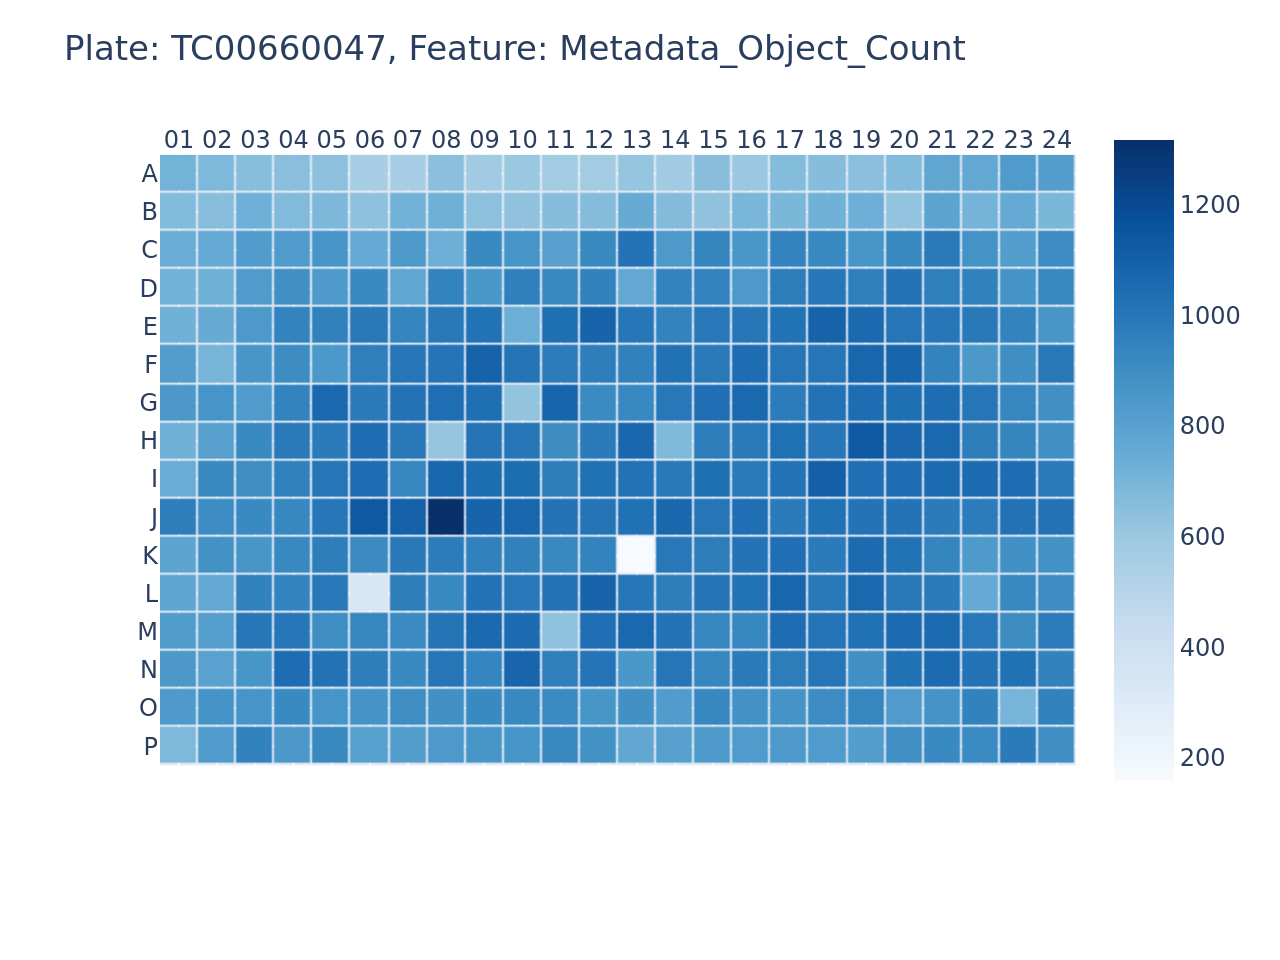 Plate: TC00660047, Feature: Metadata_Object_Count
01 02 03 04 05 06 07 08 09 10 11 12 13 14 15 16 17 18 19 20 21 22 23 24
A
B
C
D
E
F
G
H
I
J
K
L
M
N
O
P
1200
1000
800
600
400
200